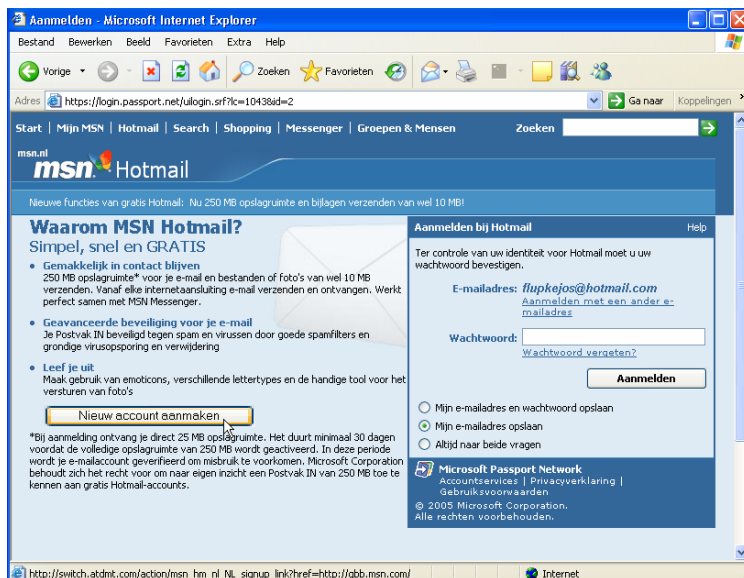 Aanmelden - Microsoft Internet Explorer
Bestand Bewerken Beeld Favorieten Extra Help
Vorige Zoeken Favorieten
Adres https://login.passport.net/uilogin.srf?lc=1043&id=2 Ga naar Koppelingen
Start | Mijn MSN | Hotmail | Search | Shopping | Messenger | Groepen & Mensen Zoeken
msn.nl
msn Hotmail
Nieuwe functies van gratis Hotmail: Nu 250 MB opslagruimte en bijlagen verzenden van wel 10 MB!
Waarom MSN Hotmail?
Simpel, snel en GRATIS
Gemakkelijk in contact blijven
250 MB opslagruimte* voor je e-mail en bestanden of foto's van wel 10 MB
verzenden. Vanaf elke internetaansluiting e-mail verzenden en ontvangen. Werkt
perfect samen met MSN Messenger.
Geavanceerde beveiliging voor je e-mail
Je Postvak IN beveiligd tegen spam en virussen door goede spamfilters en
grondige virusopsporing en verwijdering
Leef je uit
Maak gebruik van emoticons, verschillende lettertypes en de handige tool voor het
versturen van foto's
Nieuw account aanmaken
*Bij aanmelding ontvang je direct 25 MB opslagruimte. Het duurt minimaal 30 dagen
voordat de volledige opslagruimte van 250 MB wordt geactiveerd. In deze periode
wordt je e-mailaccount geverifieerd om misbruik te voorkomen. Microsoft Corporation
behoudt zich het recht voor om naar eigen inzicht een Postvak IN van 250 MB toe te
kennen aan gratis Hotmail-accounts.
Aanmelden bij Hotmail Help
Ter controle van uw identiteit voor Hotmail moet u uw
wachtwoord bevestigen.
E-mailadres: flupkejos@hotmail.com
Aanmelden met een ander e-
mailadres
Wachtwoord:
Wachtwoord vergeten?
Aanmelden
Mijn e-mailadres en wachtwoord opslaan
Mijn e-mailadres opslaan
Altijd naar beide vragen
Microsoft Passport Network
Accountservices | Privacyverklaring |
Gebruiksvoorwaarden
© 2005 Microsoft Corporation.
Alle rechten voorbehouden.
http://switch.atdmt.com/action/msn_hm_nl_NL_signup_link?href=http://gbb.msn.com/ Internet